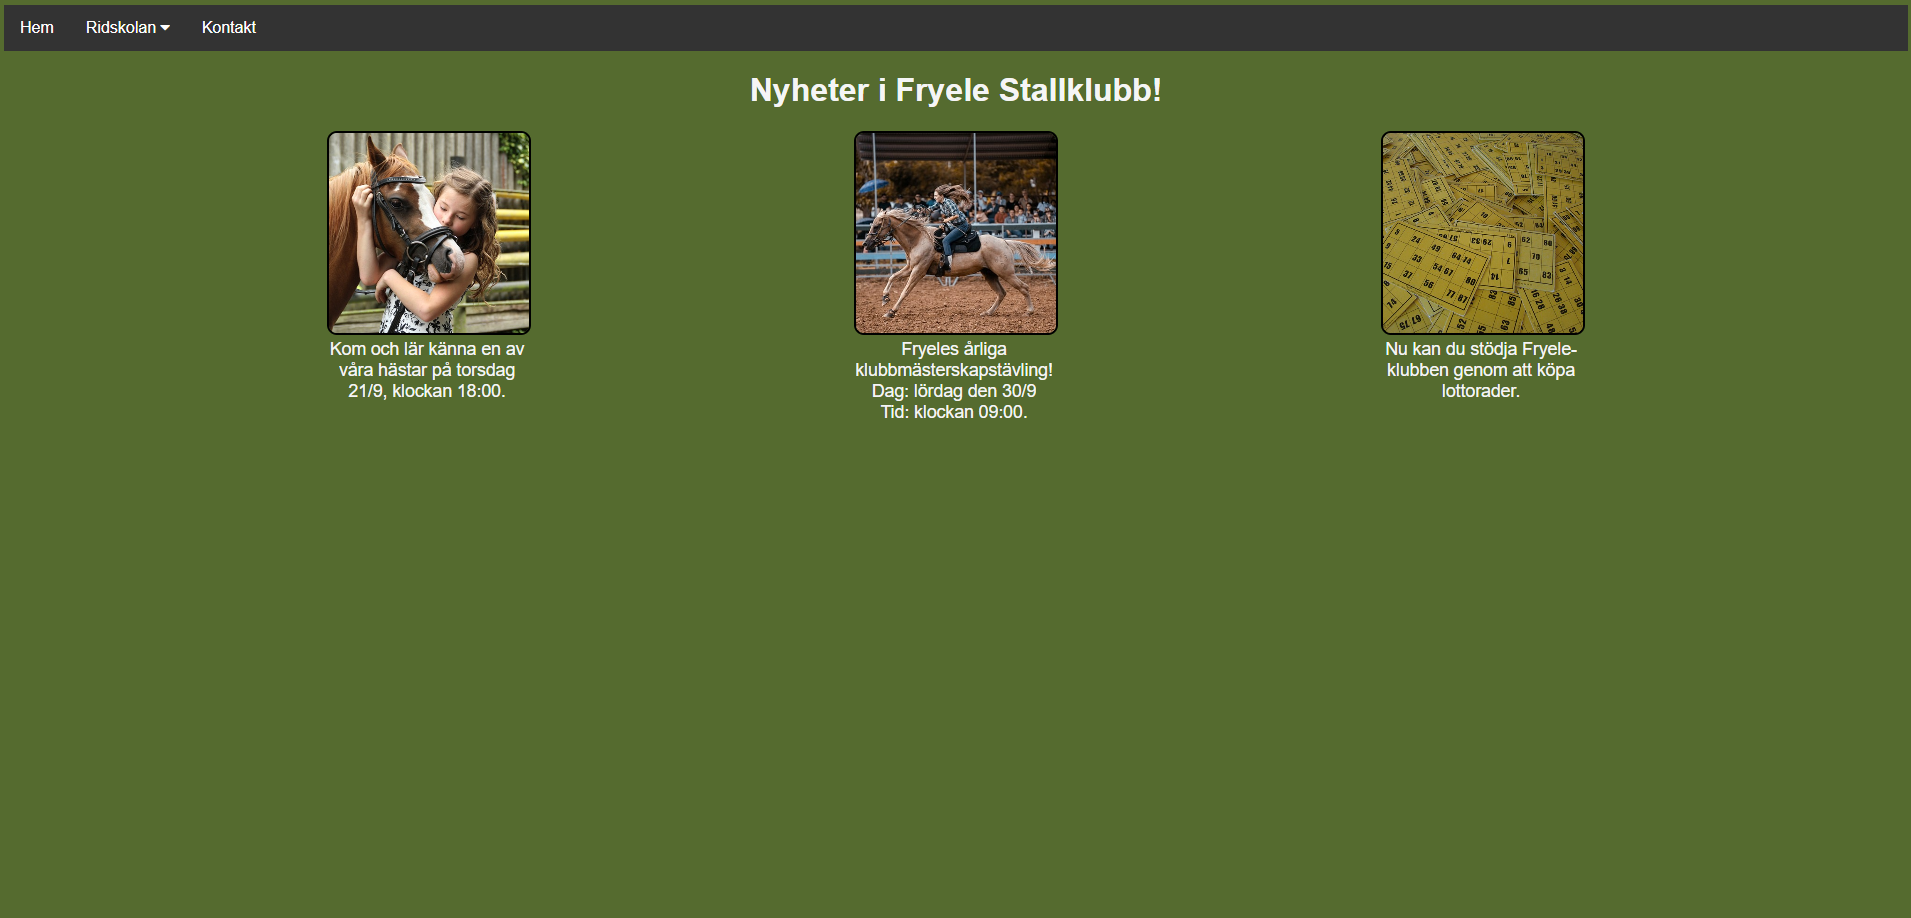 Hem Ridskolan Kontakt
Nyheter i Fryele Stallklubb!
Kom och lär känna en av
våra hästar på torsdag
21/9, klockan 18:00.
Fryeles årliga
klubbmästerskapstävling!
Dag: lördag den 30/9
Tid: klockan 09:00.
Nu kan du stödja Fryele-
klubben genom att köpa
lottorader.